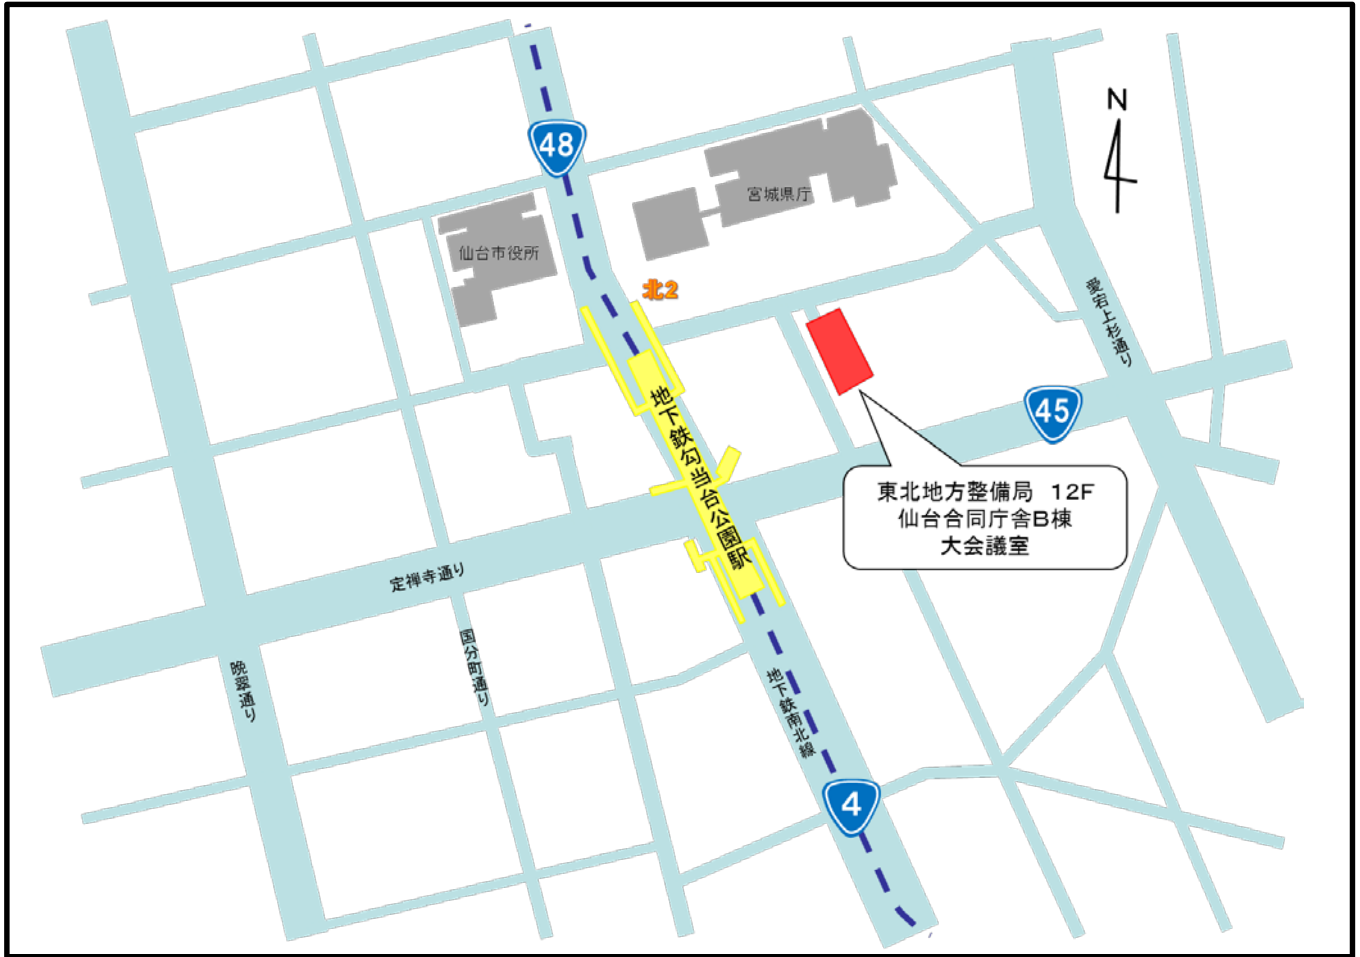 N
48
宮城県庁
仙台市役所
北2
愛宕上杉通り
地下鉄勾当台公園駅
45
東北地方整備局 12F
仙台合同庁舎B棟
大会議室
定禅寺通り
国分町通り
晩翠通り
地下鉄南北線
4